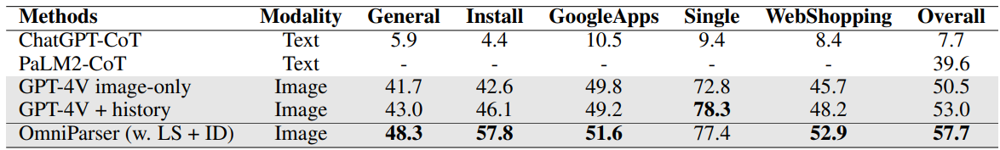 Methods Modality General Install GoogleApps Single WebShopping Overall
ChatGPT-CoT Text 5.9 4.4 10.5 9.4 8.4 7.7
PaLM2-CoT Text - - - - - 39.6
GPT-4V image-only Image 41.7 42.6 49.8 72.8 45.7 50.5
GPT-4V + history Image 43.0 46.1 49.2 78.3 48.2 53.0
OmniParser (w. LS + ID) Image 48.3 57.8 51.6 77.4 52.9 57.7